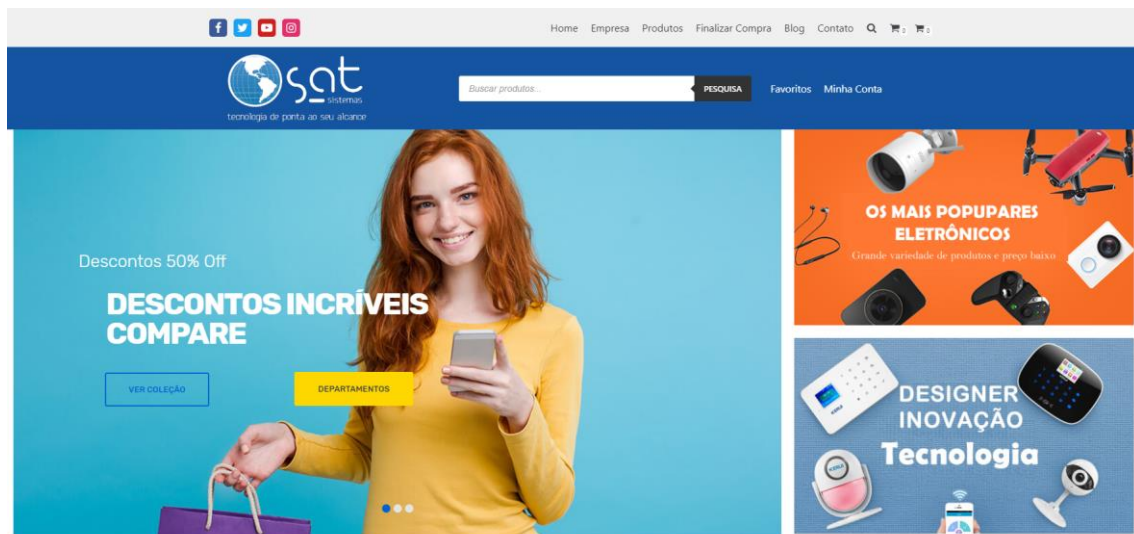 Home Empresa Produtos Finalizar Compra Blog Contato 0 0
sat
sistemas
tecnologia de ponta ao seu alcance
Buscar produtos...
PESQUISA
Favoritos Minha Conta
Descontos 50% Off
DESCONTOS INCRÍVEIS
COMPARE
VER COLEÇÃO
DEPARTAMENTOS
OS MAIS POPUPARES
ELETRÔNICOS
Grande variedade de produtos e preço baixo
DESIGNER
INOVAÇÃO
Tecnologia